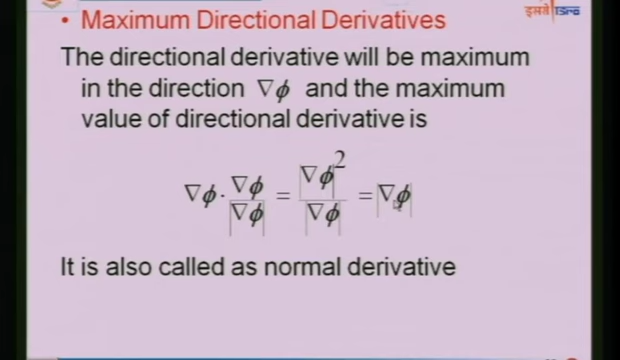 • Maximum Directional Derivatives
The directional derivative will be maximum
in the direction ∇ϕ and the maximum
value of directional derivative is
∇ϕ · ∇ϕ/|∇ϕ| = |∇ϕ|²/|∇ϕ| = |∇ϕ|
It is also called as normal derivative